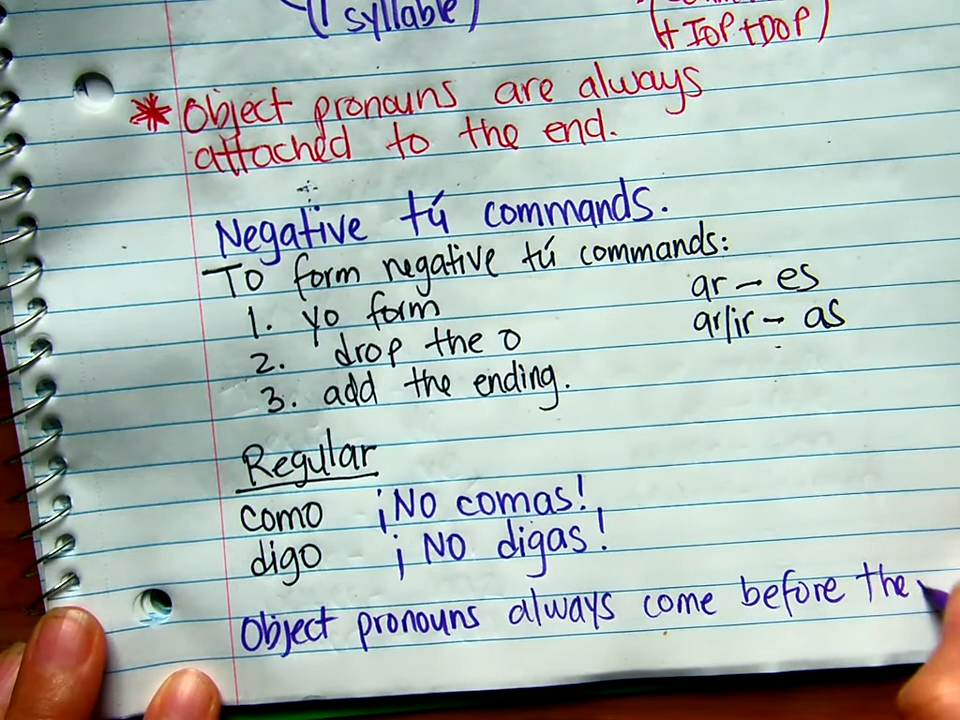 (1 syllable)
(+ IOP + DOP)
* Object pronouns are always
attached to the end.
Negative tú commands.
To form negative tú commands:
1. yo form
2. drop the o
3. add the ending.
ar - es
ar/ir - as
Regular
como ¡No comas!
digo ¡No digas!
Object pronouns always come before the